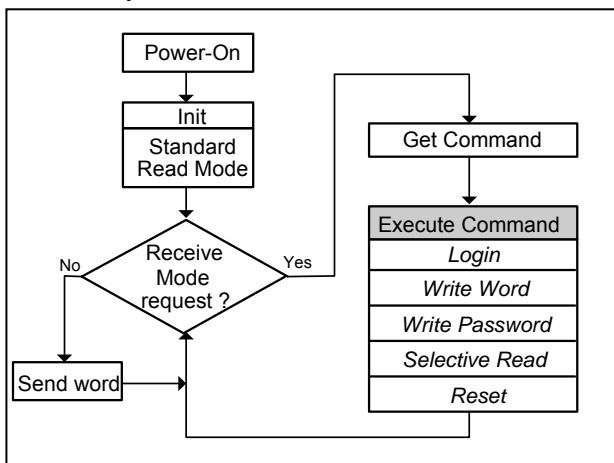 Power-On
Init
Standard
Read Mode
Receive
Mode
request ?
No
Yes
Send word
Get Command
Execute Command
Login
Write Word
Write Password
Selective Read
Reset